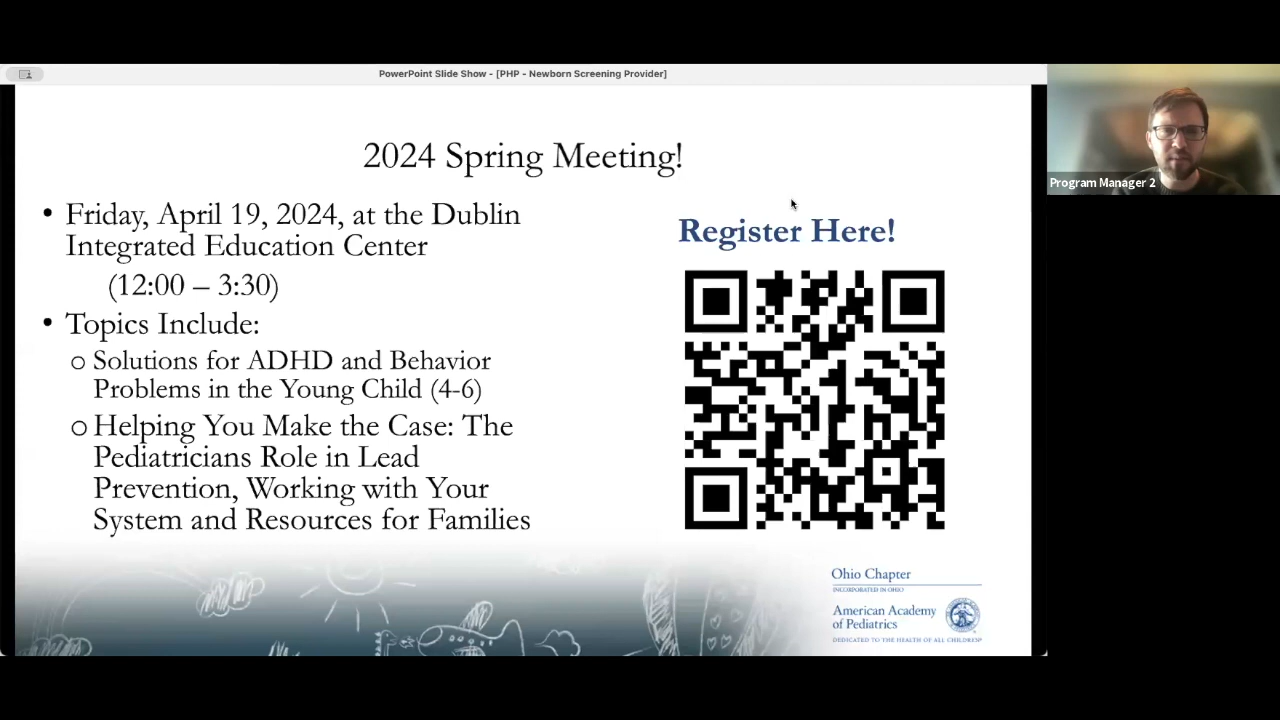 PowerPoint Slide Show - [PHP - Newborn Screening Provider]
2024 Spring Meeting!
• Friday, April 19, 2024, at the Dublin
Integrated Education Center
(12:00 – 3:30)
• Topics Include:
o Solutions for ADHD and Behavior
Problems in the Young Child (4-6)
o Helping You Make the Case: The
Pediatricians Role in Lead
Prevention, Working with Your
System and Resources for Families
Register Here!
Ohio Chapter
INCORPORATED IN OHIO
American Academy
of Pediatrics
DEDICATED TO THE HEALTH OF ALL CHILDREN®
Program Manager 2